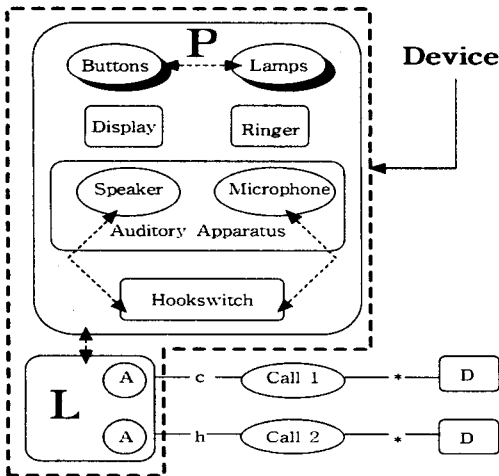 P
Device
Buttons
Lamps
Display
Ringer
Speaker
Microphone
Auditory Apparatus
Hookswitch
L
A
c
Call 1
*
D
A
h
Call 2
*
D